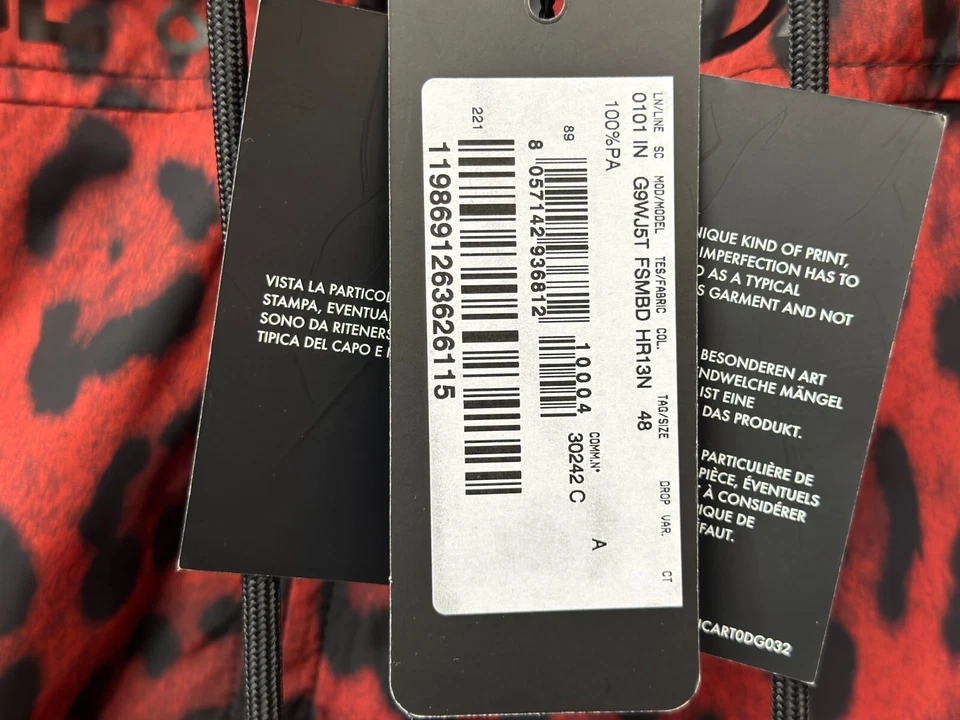 VISTA LA PARTICOL
STAMPA, EVENTUA
SONO DA RITENERS
TIPICA DEL CAPO E
LN/LINE SC MOD/MODEL TES/FABRIC COL. TAG/SIZE DROP VAR. CT
0101 IN G9WJ5T FSMBD HR13N 48
100%PA
COMM.N°
30242 C A
89
10004
8 057142 936812
221
1198691263626115
NIQUE KIND OF PRINT,
IMPERFECTION HAS TO
D AS A TYPICAL
S GARMENT AND NOT
BESONDEREN ART
NDWELCHE MÄNGEL
IST EINE
DAS PRODUKT.
PARTICULIÈRE DE
PIÈCE, ÉVENTUELS
À CONSIDÉRER
IQUE DE
ÉFAUT.
ICART0DG032